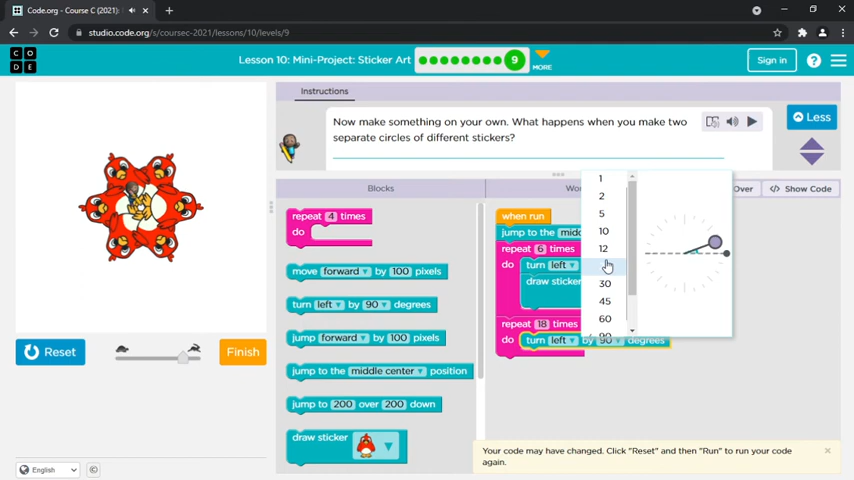 Code.org - Course C (2021):
studio.code.org/s/coursec-2021/lessons/10/levels/9
C O
D E
Lesson 10: Mini-Project: Sticker Art
9
MORE
Sign in
?
Instructions
Now make something on your own. What happens when you make two
separate circles of different stickers?
Less
Blocks
Over
</> Show Code
repeat 4 times
do
move forward by 100 pixels
turn left by 90 degrees
jump forward by 100 pixels
jump to the middle center position
jump to 200 over 200 down
draw sticker
when run
jump to the
repeat 6 times
do turn left
draw sticker
repeat 18 times
do turn left by 90 degrees
1
2
5
10
12
30
45
60
90
Reset
Finish
Your code may have changed. Click "Reset" and then "Run" to run your code
again.
English
©